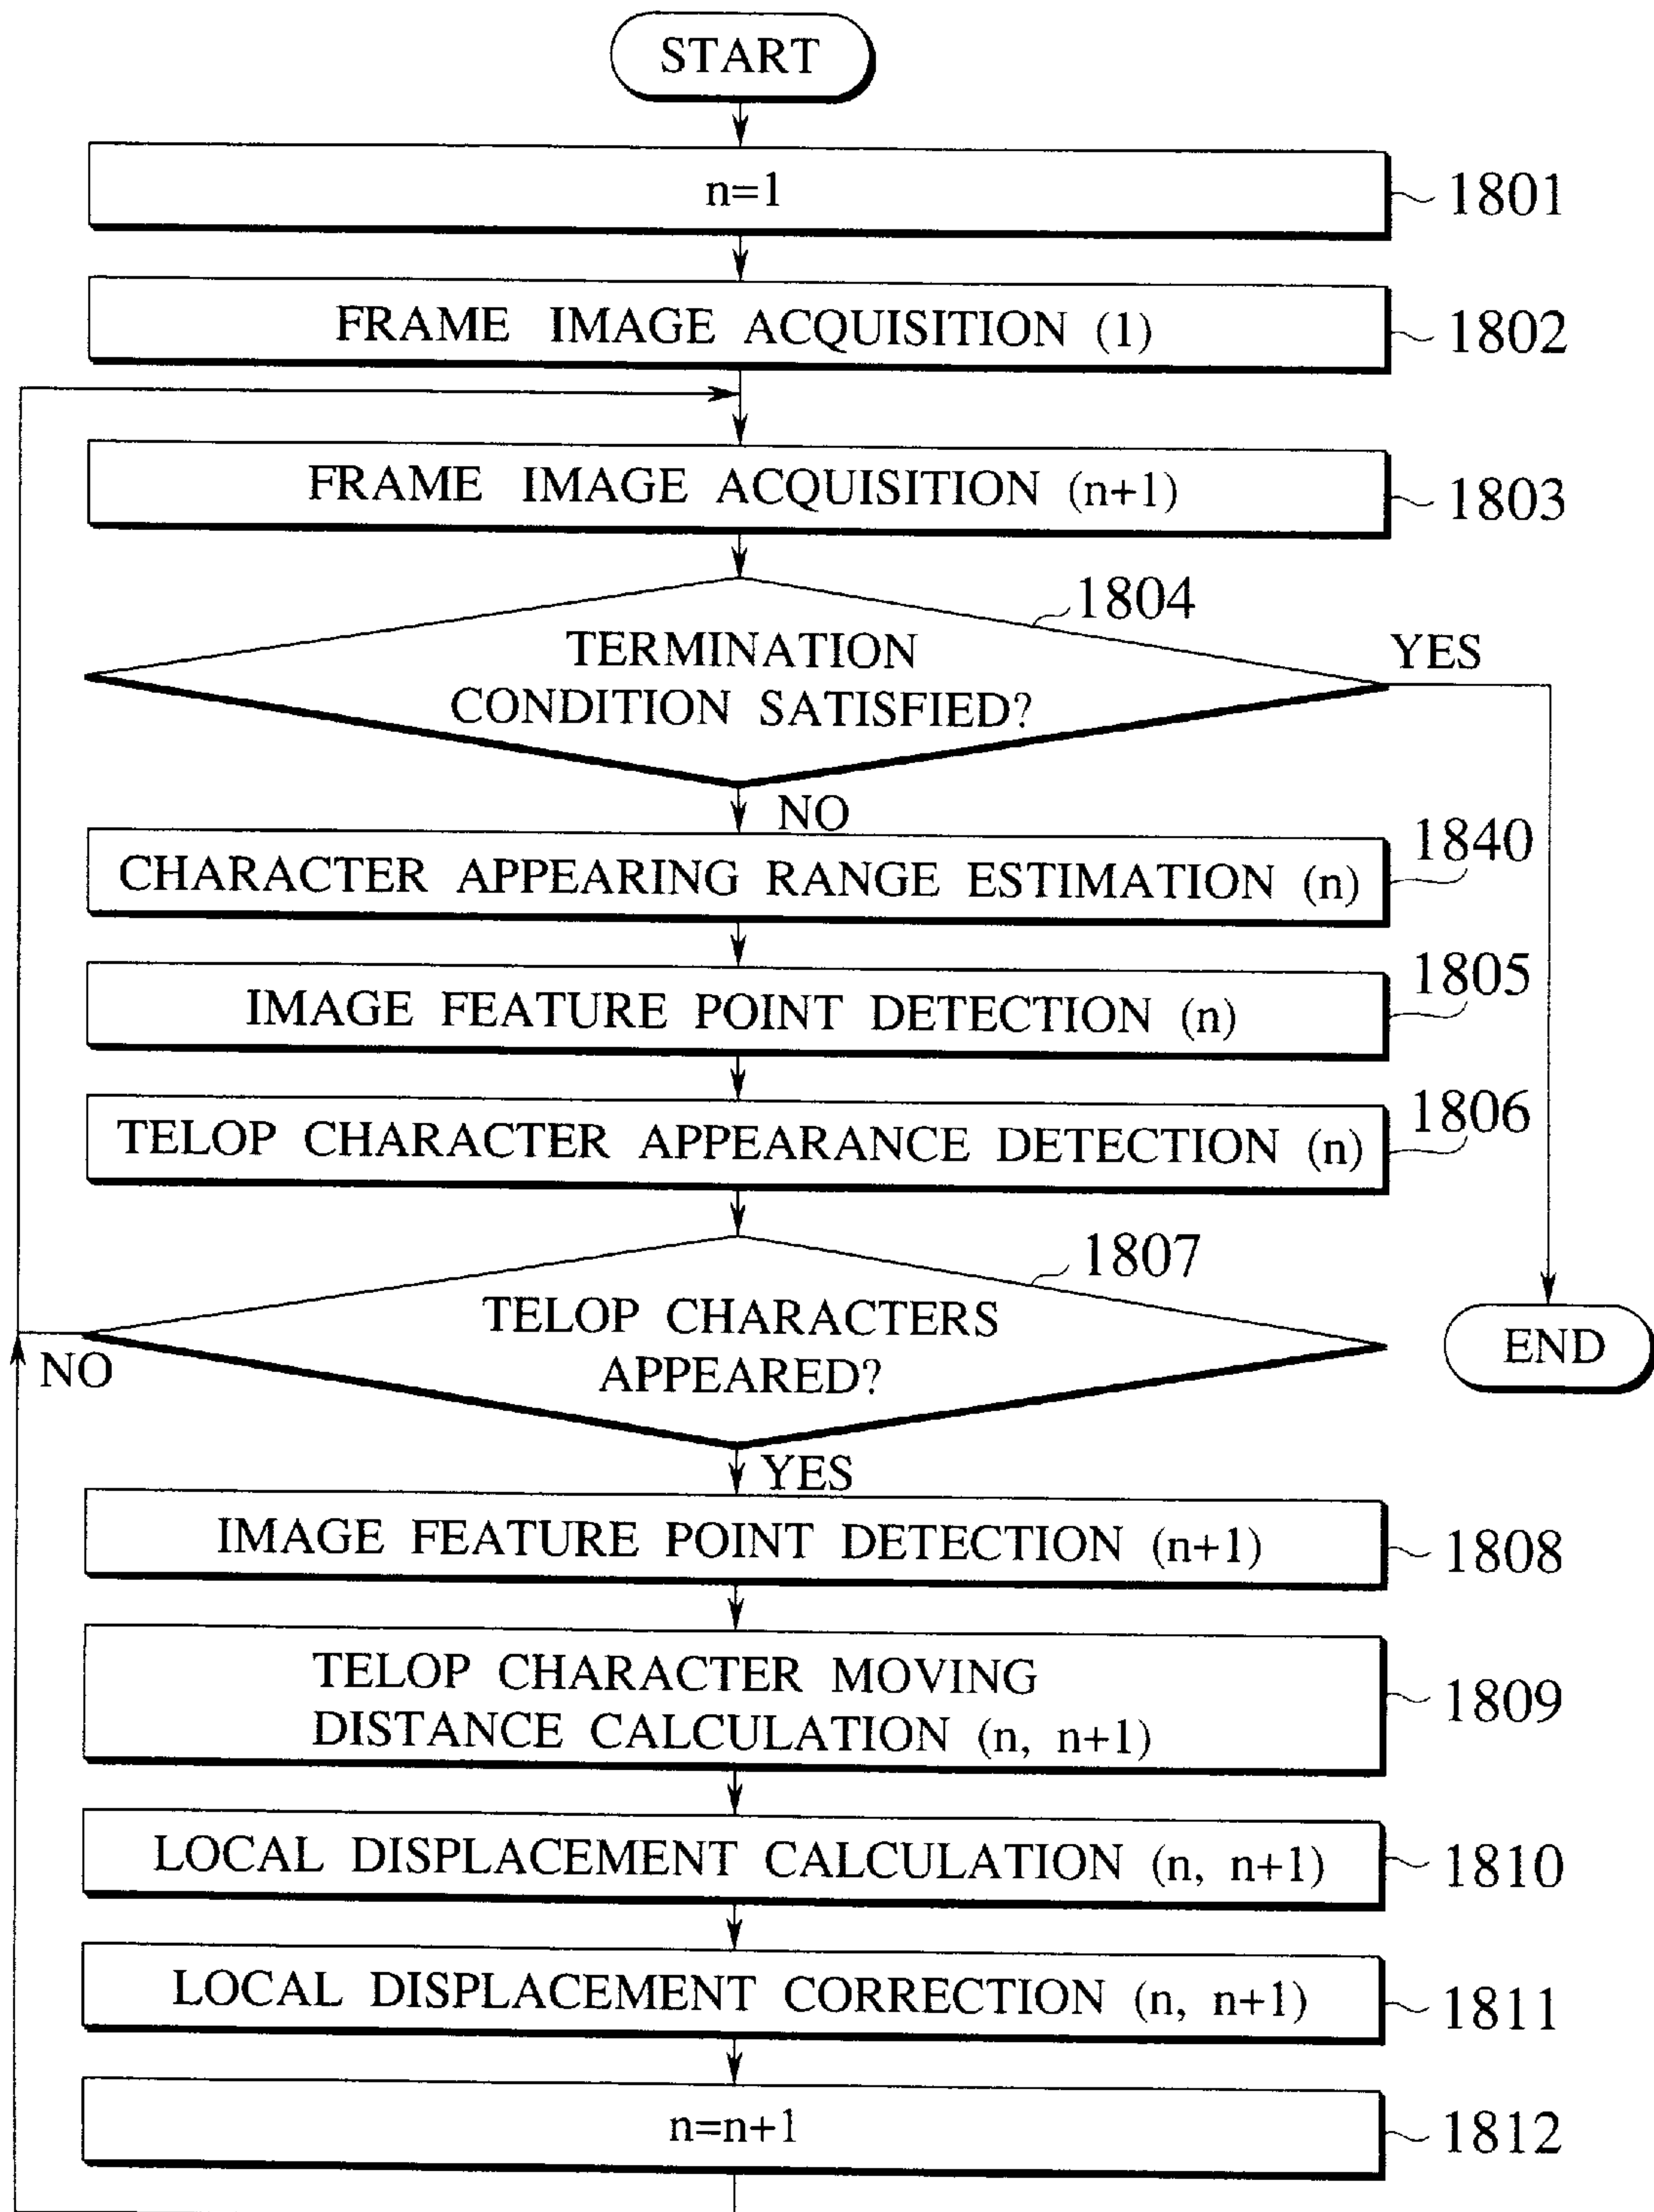 START
n=1
1801
FRAME IMAGE ACQUISITION (1)
1802
FRAME IMAGE ACQUISITION (n+1)
1803
1804
TERMINATION
CONDITION SATISFIED?
YES
NO
CHARACTER APPEARING RANGE ESTIMATION (n)
1840
IMAGE FEATURE POINT DETECTION (n)
1805
TELOP CHARACTER APPEARANCE DETECTION (n)
1806
1807
TELOP CHARACTERS
APPEARED?
NO
END
YES
IMAGE FEATURE POINT DETECTION (n+1)
1808
TELOP CHARACTER MOVING
DISTANCE CALCULATION (n, n+1)
1809
LOCAL DISPLACEMENT CALCULATION (n, n+1)
1810
LOCAL DISPLACEMENT CORRECTION (n, n+1)
1811
n=n+1
1812